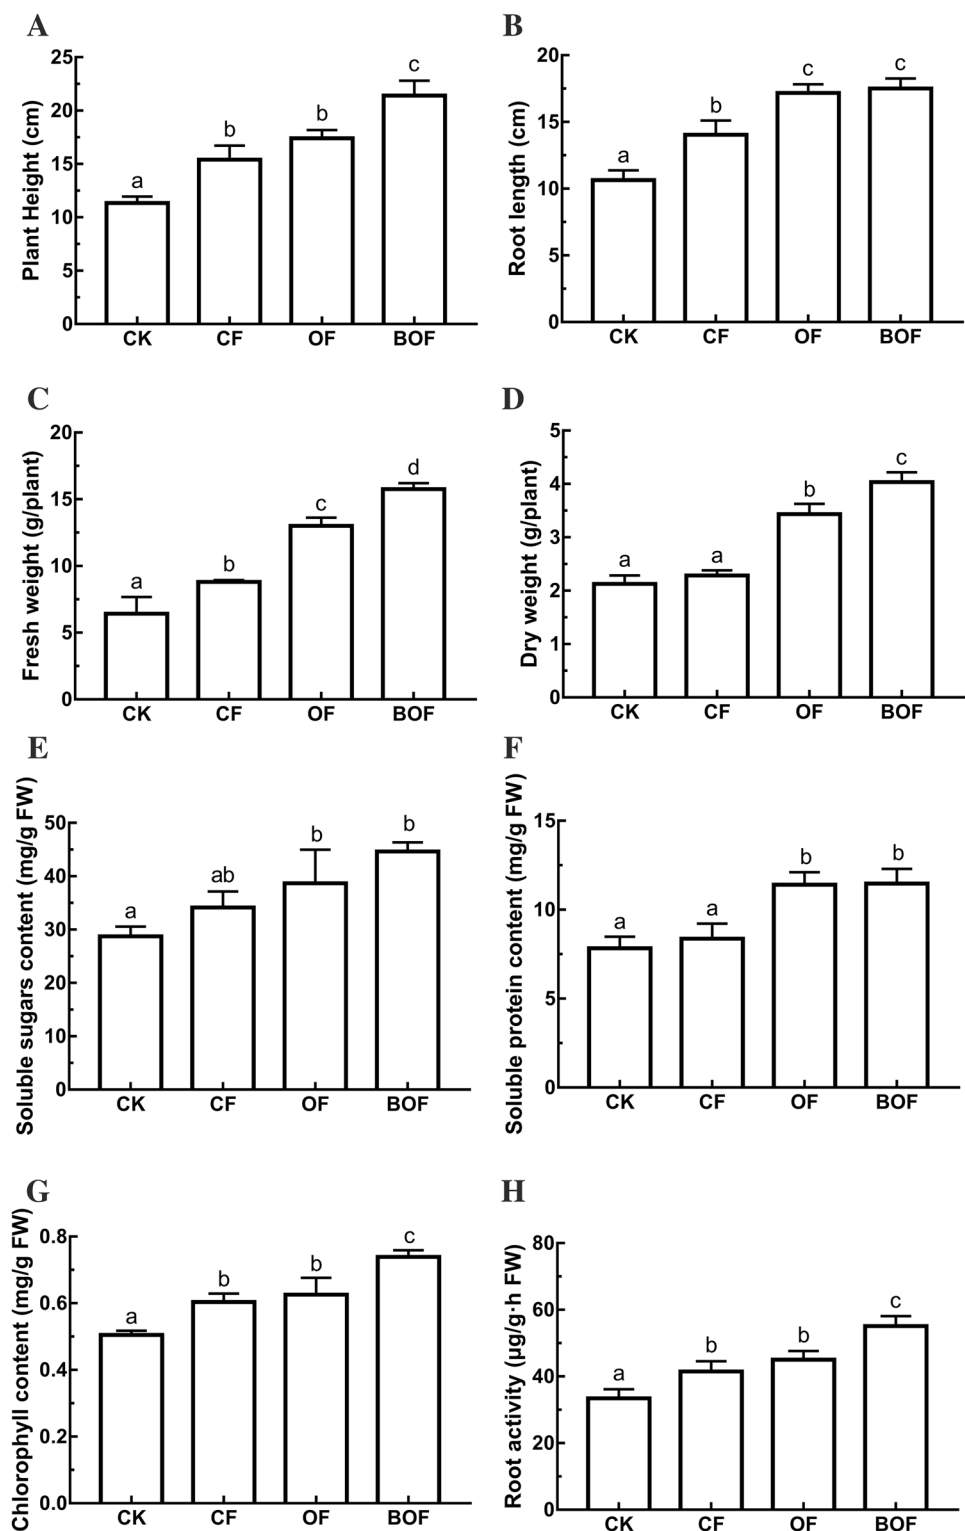 A
Plant Height (cm)
25
20
15
10
5
0
a
b
b
c
CK CF OF BOF
B
Root length (cm)
20
15
10
5
0
a
b
c
c
CK CF OF BOF
C
Fresh weight (g/plant)
20
15
10
5
0
a
b
c
d
CK CF OF BOF
D
Dry weight (g/plant)
5
4
3
2
1
0
a
a
b
c
CK CF OF BOF
E
Soluble sugars content (mg/g FW)
50
40
30
20
10
0
a
ab
b
b
CK CF OF BOF
F
Soluble protein content (mg/g FW)
15
10
5
0
a
a
b
b
CK CF OF BOF
G
Chlorophyll content (mg/g FW)
0.8
0.6
0.4
0.2
0.0
a
b
b
c
CK CF OF BOF
H
Root activity (μg/g·h FW)
80
60
40
20
0
a
b
b
c
CK CF OF BOF